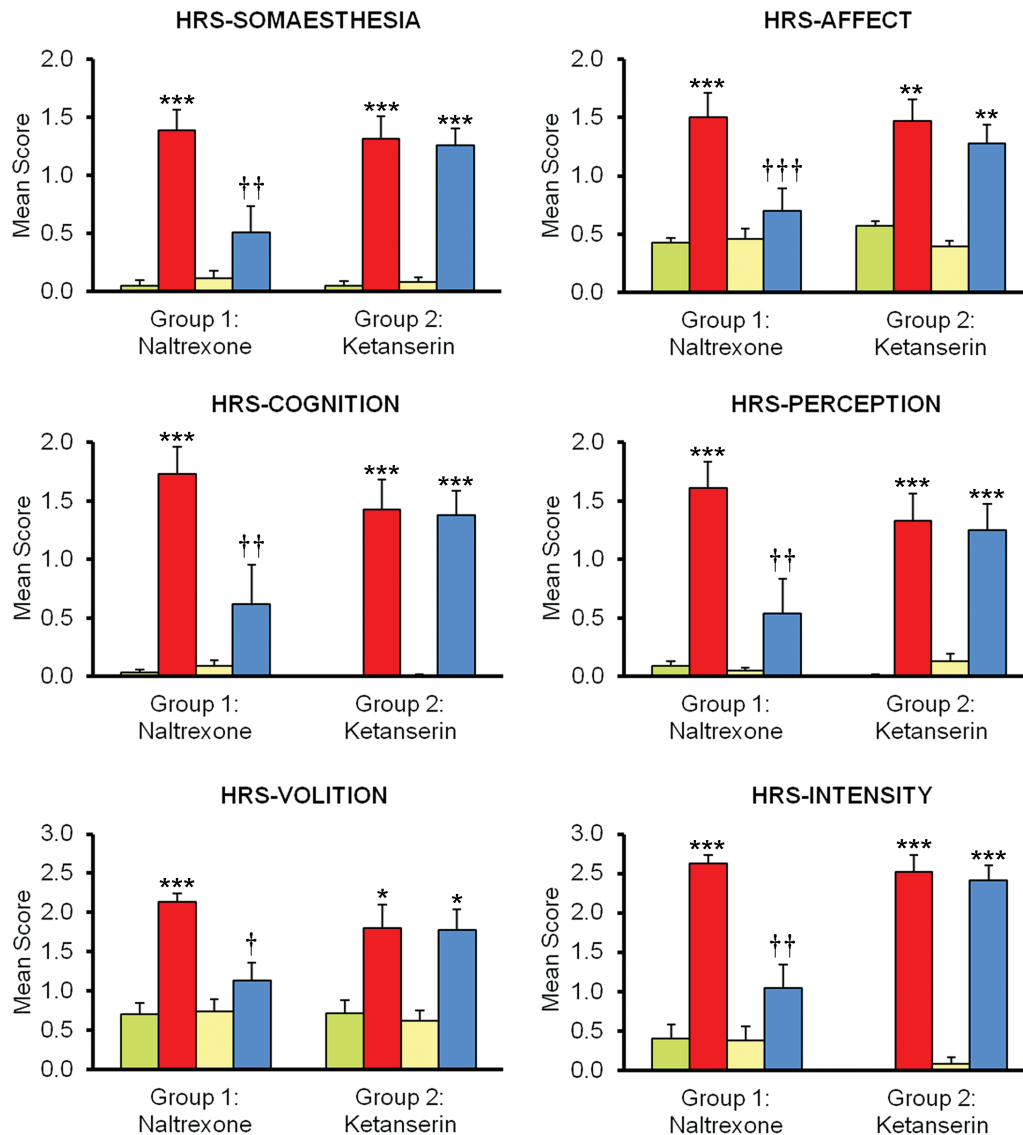 HRS-SOMAESTHESIA
Mean Score
2.0
1.5
1.0
0.5
0.0
***
††
***
***
Group 1:
Naltrexone
Group 2:
Ketanserin
HRS-AFFECT
Mean Score
2.0
1.5
1.0
0.5
0.0
***
†††
**
**
Group 1:
Naltrexone
Group 2:
Ketanserin
HRS-COGNITION
Mean Score
2.0
1.5
1.0
0.5
0.0
***
††
***
***
Group 1:
Naltrexone
Group 2:
Ketanserin
HRS-PERCEPTION
Mean Score
2.0
1.5
1.0
0.5
0.0
***
††
***
***
Group 1:
Naltrexone
Group 2:
Ketanserin
HRS-VOLITION
Mean Score
3.0
2.5
2.0
1.5
1.0
0.5
0.0
***
†
*
*
Group 1:
Naltrexone
Group 2:
Ketanserin
HRS-INTENSITY
Mean Score
3.0
2.5
2.0
1.5
1.0
0.5
0.0
***
††
***
***
Group 1:
Naltrexone
Group 2:
Ketanserin